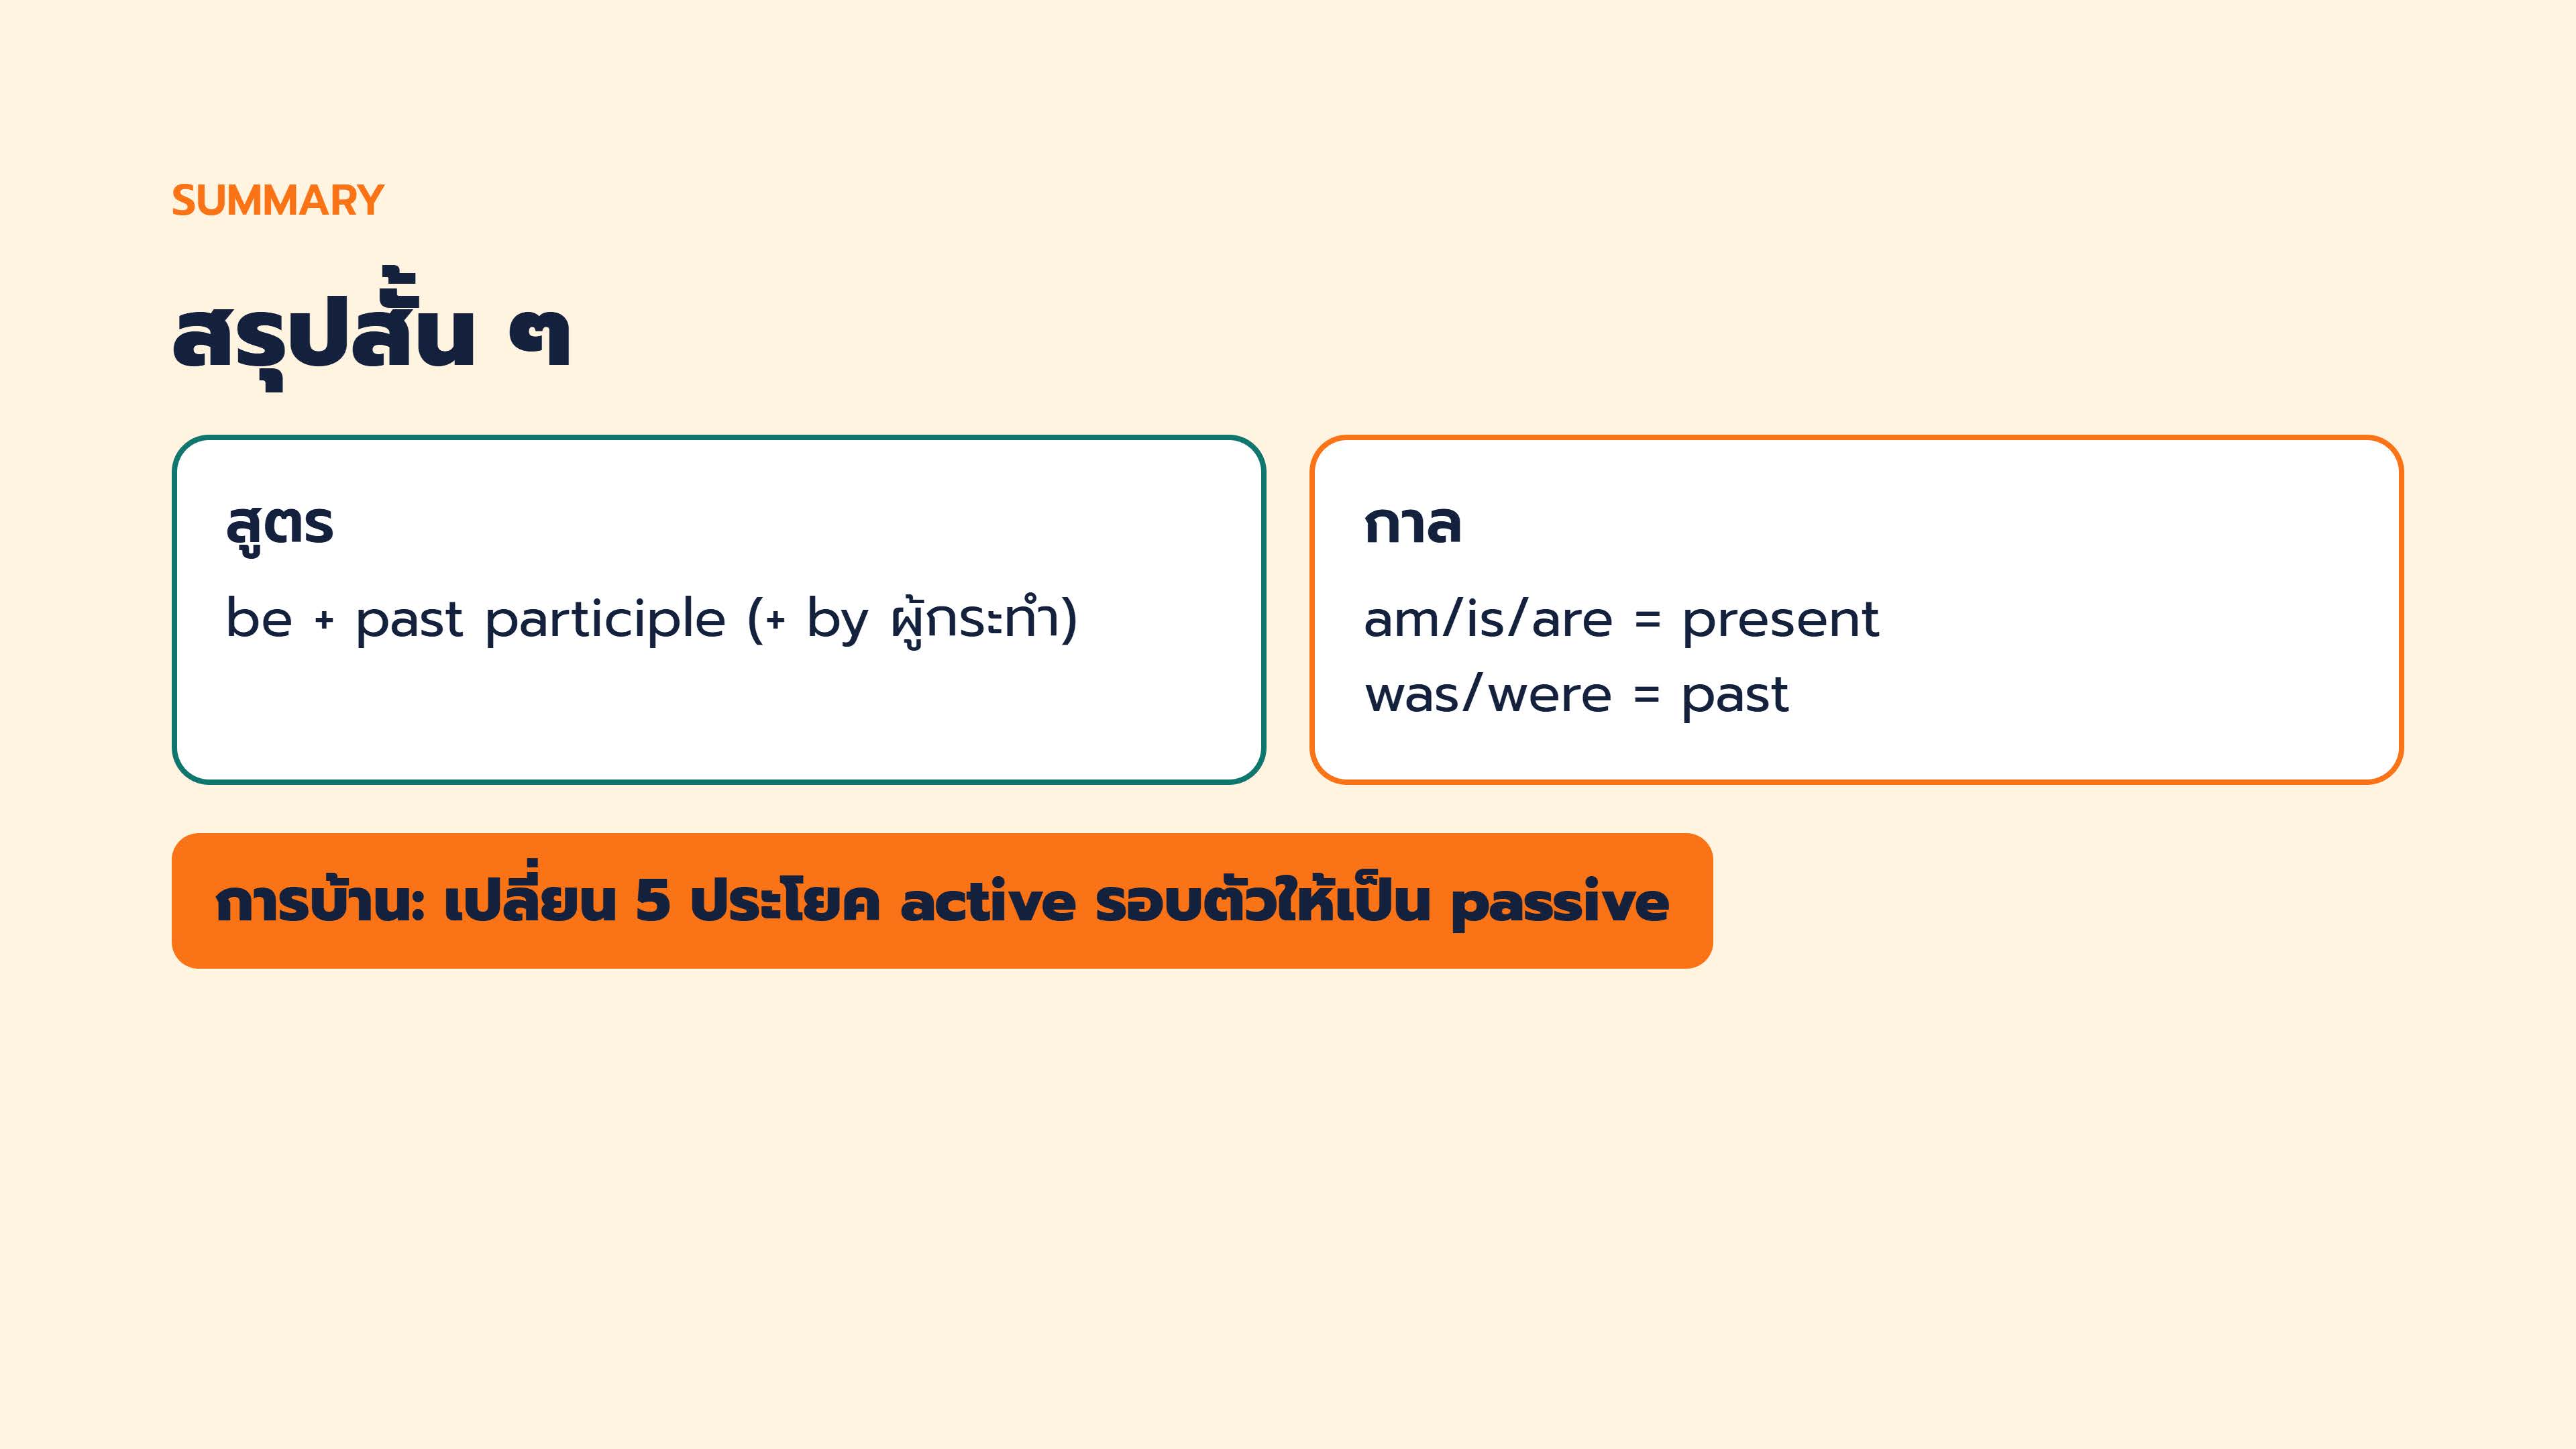 SUMMARY
สรุปสั้น ๆ
สูตร
be + past participle (+ by ผู้กระทำ)
กาล
am/is/are = present
was/were = past
การบ้าน: เปลี่ยน 5 ประโยค active รอบตัวให้เป็น passive